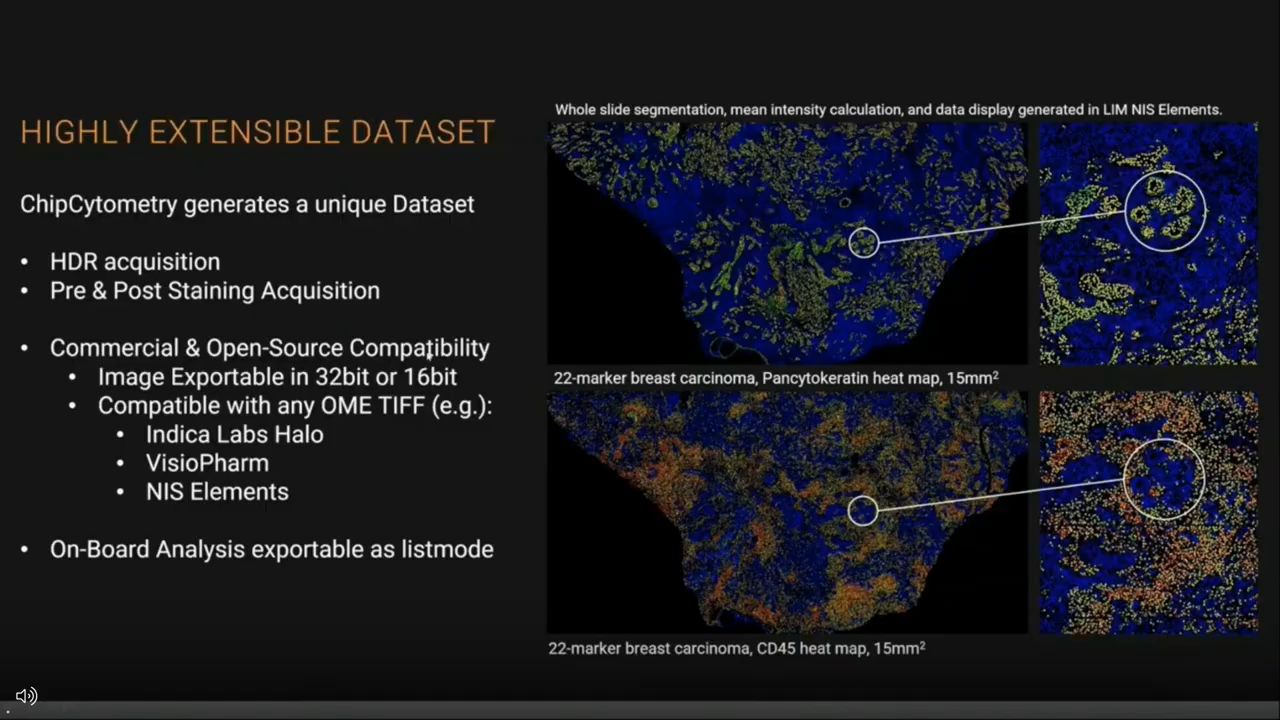 HIGHLY EXTENSIBLE DATASET
ChipCytometry generates a unique Dataset
• HDR acquisition
• Pre & Post Staining Acquisition
• Commercial & Open-Source Compatibility
• Image Exportable in 32bit or 16bit
• Compatible with any OME TIFF (e.g.):
• Indica Labs Halo
• VisioPharm
• NIS Elements
• On-Board Analysis exportable as listmode
Whole slide segmentation, mean intensity calculation, and data display generated in LIM NIS Elements.
22-marker breast carcinoma, Pancytokeratin heat map, 15mm²
22-marker breast carcinoma, CD45 heat map, 15mm²